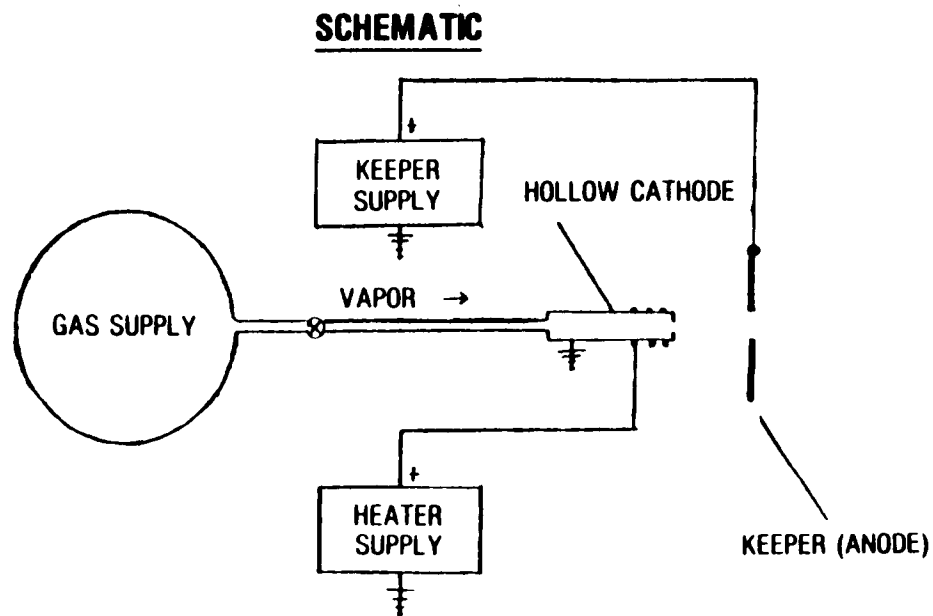 SCHEMATIC
+
KEEPER
SUPPLY
HOLLOW CATHODE
VAPOR →
GAS SUPPLY
+
HEATER
SUPPLY
KEEPER (ANODE)